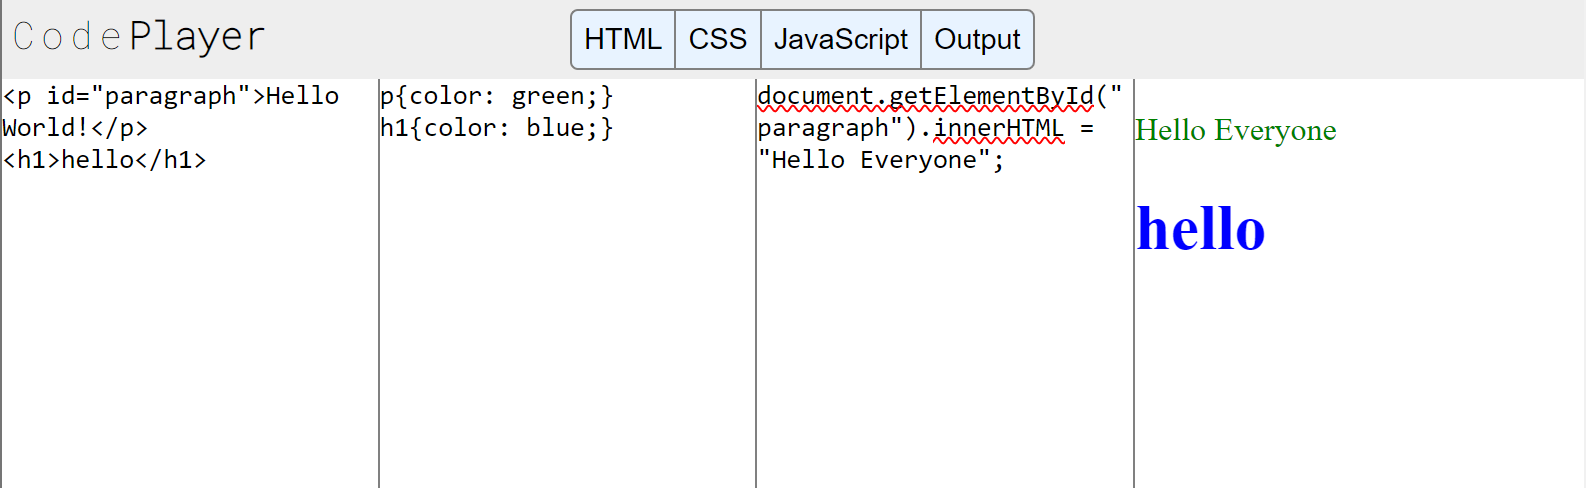 CodePlayer
HTML CSS JavaScript Output
<p id="paragraph">Hello
World!</p>
<h1>hello</h1>
p{color: green;}
h1{color: blue;}
document.getElementById("
paragraph").innerHTML =
"Hello Everyone";
Hello Everyone
hello